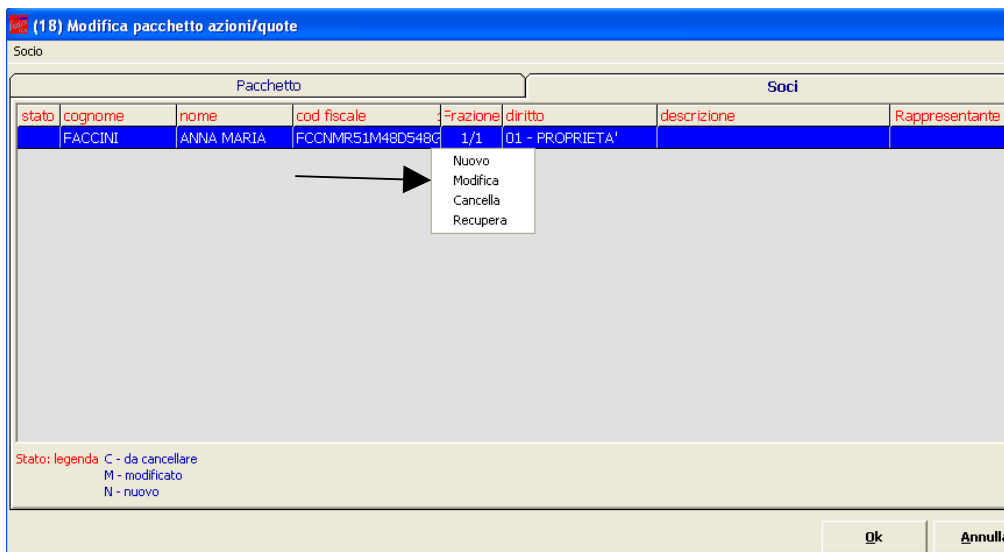 (18) Modifica pacchetto azioni/quote
Socio
Pacchetto Soci
stato cognome nome cod fiscale Frazione diritto descrizione Rappresentante
FACCINI ANNA MARIA FCCNMR51M48D548G 1/1 01 - PROPRIETA'
Nuovo
Modifica
Cancella
Recupera
Stato: legenda C - da cancellare
M - modificato
N - nuovo
Ok Annulla